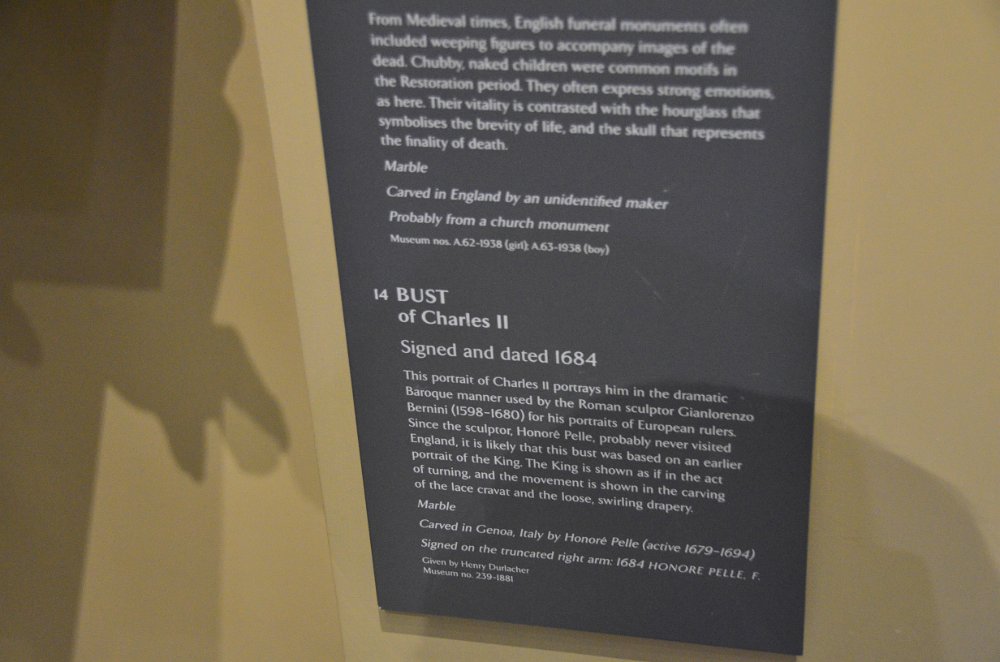 From Medieval times, English funeral monuments often
included weeping figures to accompany images of the
dead. Chubby, naked children were common motifs in
the Restoration period. They often express strong emotions,
as here. Their vitality is contrasted with the hourglass that
symbolises the brevity of life, and the skull that represents
the finality of death.
Marble
Carved in England by an unidentified maker
Probably from a church monument
Museum nos. A.62-1938 (girl); A.63-1938 (boy)
14 BUST
of Charles II
Signed and dated 1684
This portrait of Charles II portrays him in the dramatic
Baroque manner used by the Roman sculptor Gianlorenzo
Bernini (1598–1680) for his portraits of European rulers.
Since the sculptor, Honoré Pelle, probably never visited
England, it is likely that this bust was based on an earlier
portrait of the King. The King is shown as if in the act
of turning, and the movement is shown in the carving
of the lace cravat and the loose, swirling drapery.
Marble
Carved in Genoa, Italy by Honoré Pelle (active 1679–1694)
Signed on the truncated right arm: 1684 HONORE PELLE. F.
Given by Henry Durlacher
Museum no. 239-1881